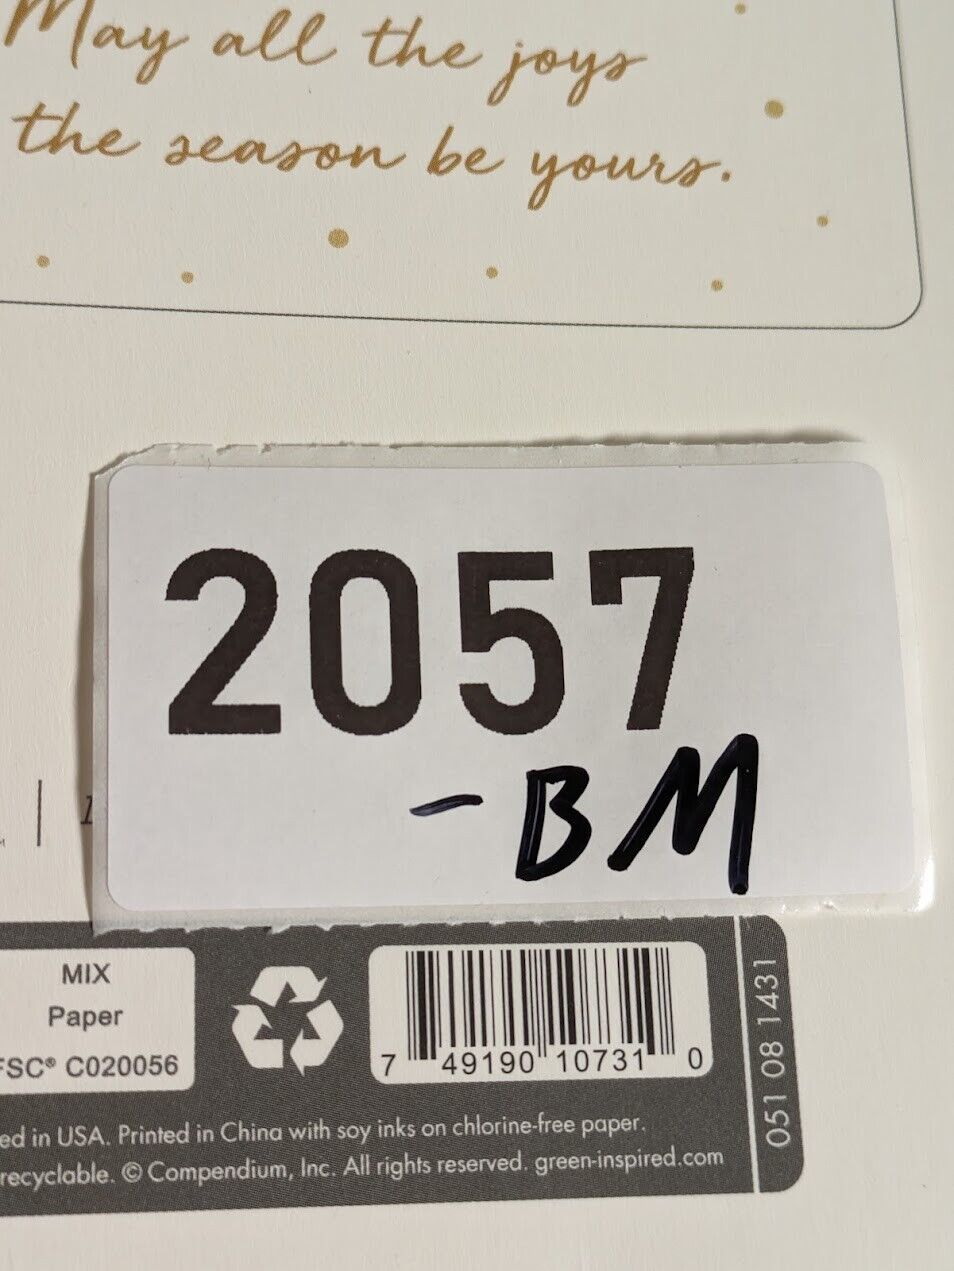 May all the joys
the season be yours.
2057
-BM
MIX
Paper
FSC® C020056
7 49190 10731 0
051 08 1431
ed in USA. Printed in China with soy inks on chlorine-free paper.
recyclable. © Compendium, Inc. All rights reserved. green-inspired.com